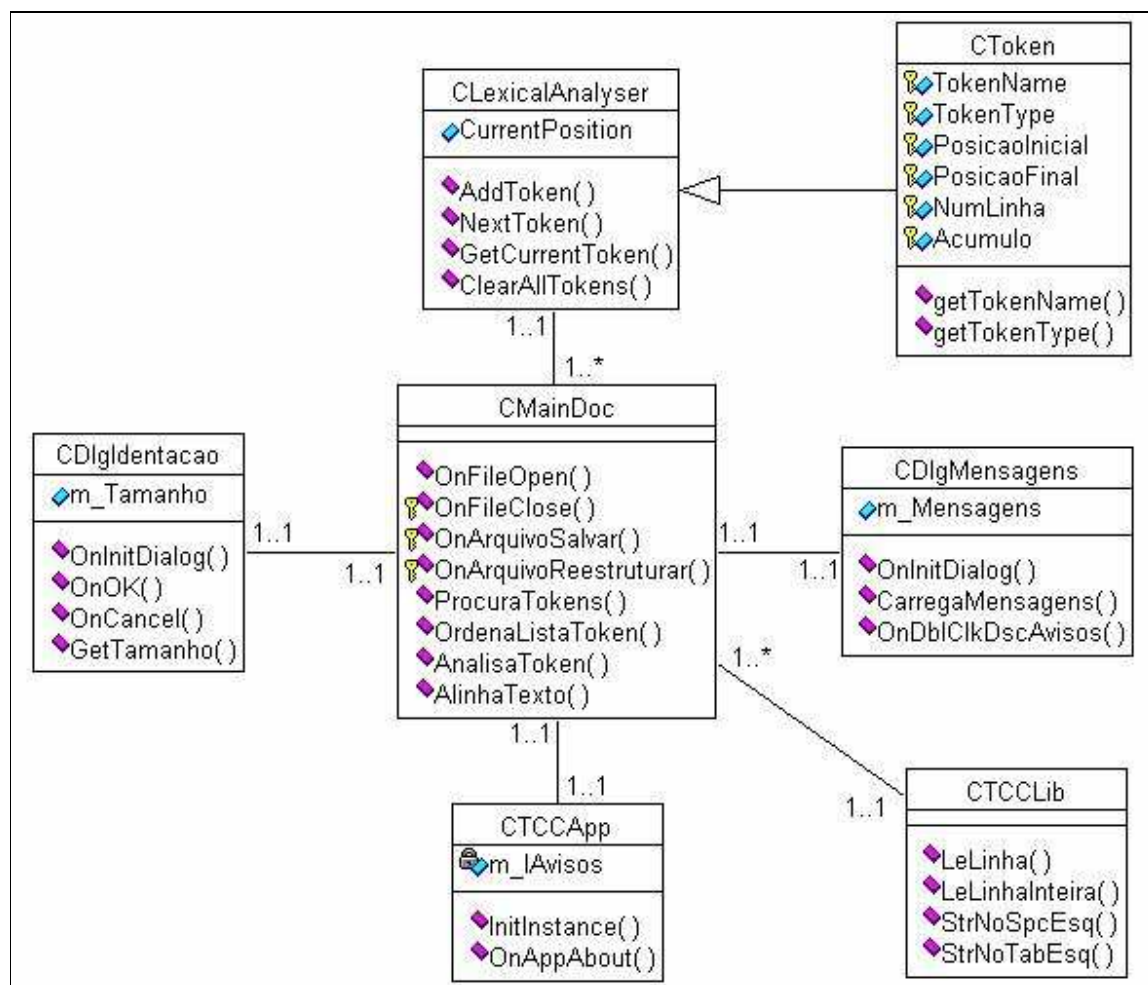 CToken
TokenName
TokenType
PosicaoInicial
PosicaoFinal
NumLinha
Acumulo
getTokenName( )
getTokenType( )
CLexicalAnalyser
CurrentPosition
AddToken( )
NextToken( )
GetCurrentToken( )
ClearAllTokens( )
1..1
1..*
CMainDoc
OnFileOpen( )
OnFileClose( )
OnArquivoSalvar( )
OnArquivoReestruturar( )
ProcuraTokens( )
OrdenaListaToken( )
AnalisaToken( )
AlinhaTexto( )
CDlgIdentacao
m_Tamanho
OnInitDialog( )
OnOK( )
OnCancel( )
GetTamanho( )
1..1
1..1
CDlgMensagens
m_Mensagens
OnInitDialog( )
CarregaMensagens( )
OnDblClkDscAvisos( )
1..1
1..1
1..*
1..1
1..1
1..1
CTCCApp
m_lAvisos
InitInstance( )
OnAppAbout( )
CTCCLib
LeLinha( )
LeLinhaInteira( )
StrNoSpcEsq( )
StrNoTabEsq( )